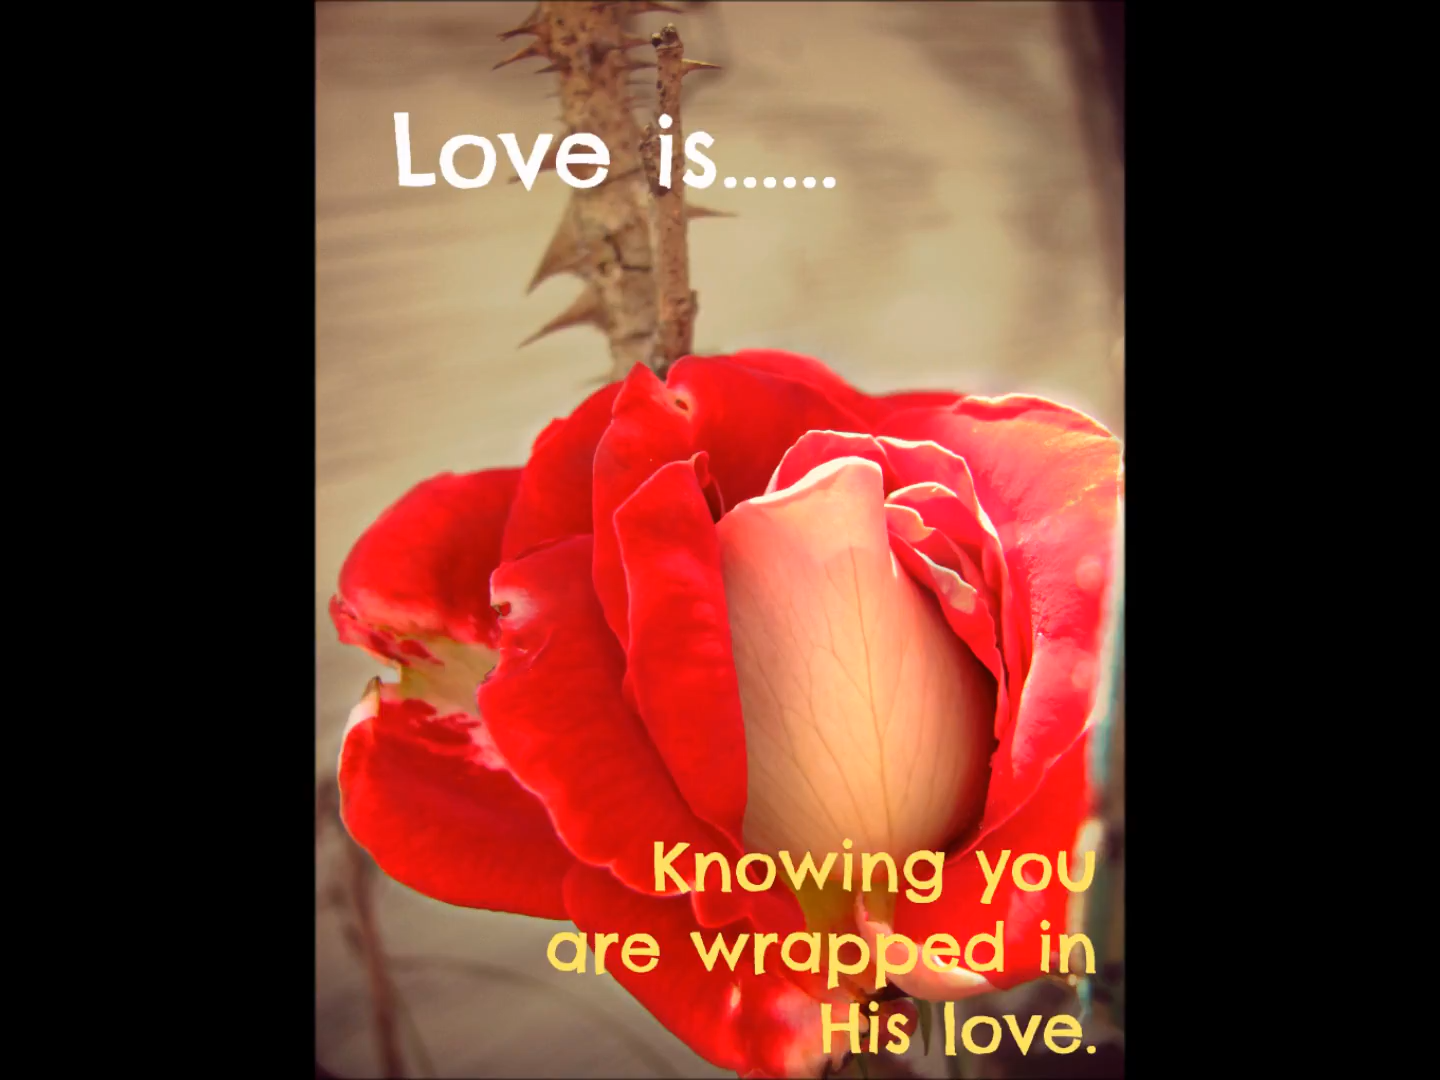 Love is......
Knowing you
are wrapped in
His love.